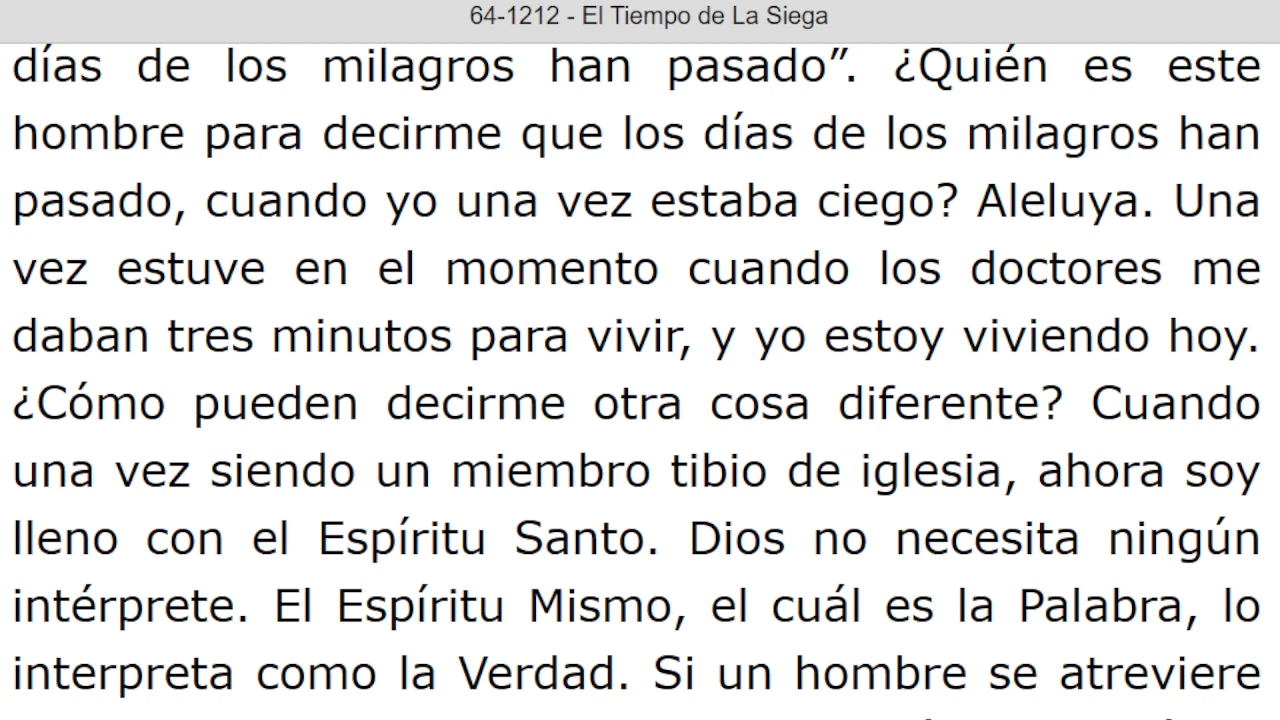 64-1212 - El Tiempo de La Siega
días de los milagros han pasado”. ¿Quién es este
hombre para decirme que los días de los milagros han
pasado, cuando yo una vez estaba ciego? Aleluya. Una
vez estuve en el momento cuando los doctores me
daban tres minutos para vivir, y yo estoy viviendo hoy.
¿Cómo pueden decirme otra cosa diferente? Cuando
una vez siendo un miembro tibio de iglesia, ahora soy
lleno con el Espíritu Santo. Dios no necesita ningún
intérprete. El Espíritu Mismo, el cuál es la Palabra, lo
interpreta como la Verdad. Si un hombre se atreviere